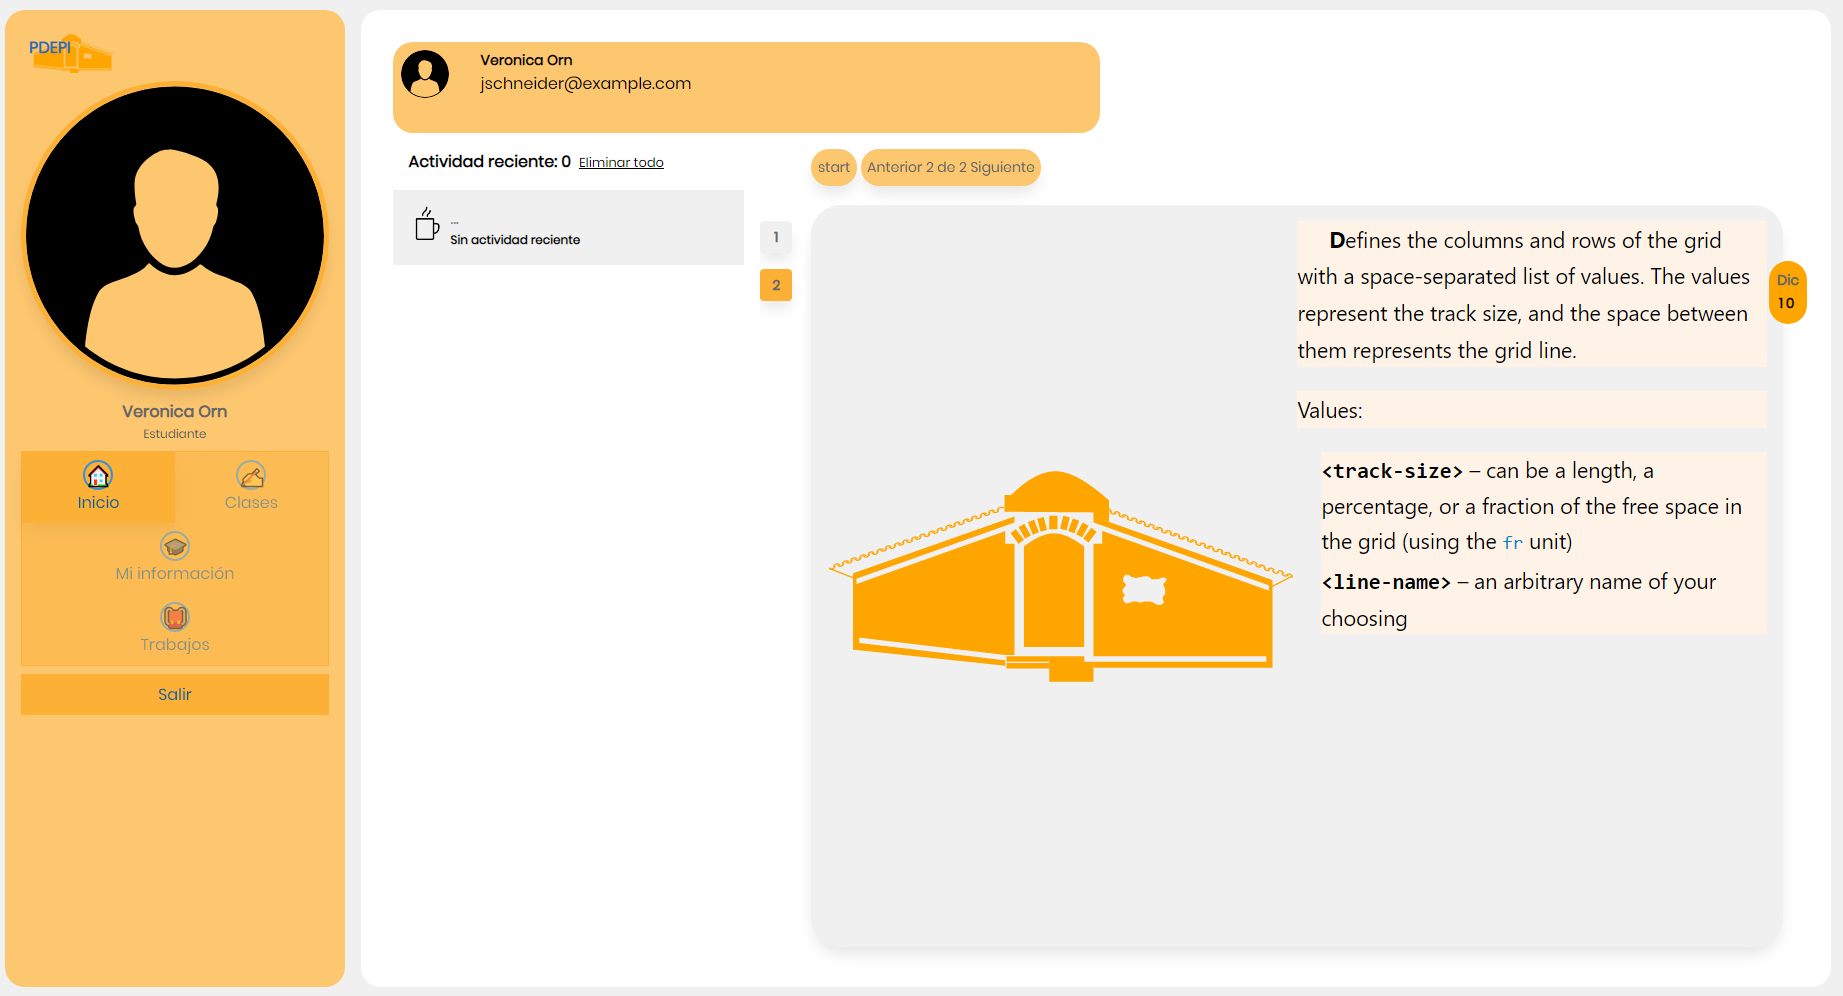 PDEPI
Veronica Orn
Estudiante
Inicio
Clases
Mi información
Trabajos
Salir
Veronica Orn
jschneider@example.com
Actividad reciente: 0 Eliminar todo
...
Sin actividad reciente
start
Anterior 2 de 2 Siguiente
1
2
Defines the columns and rows of the grid
with a space-separated list of values. The values
represent the track size, and the space between
them represents the grid line.
Values:
<track-size> – can be a length, a
percentage, or a fraction of the free space in
the grid (using the fr unit)
<line-name> – an arbitrary name of your
choosing
Dic
10